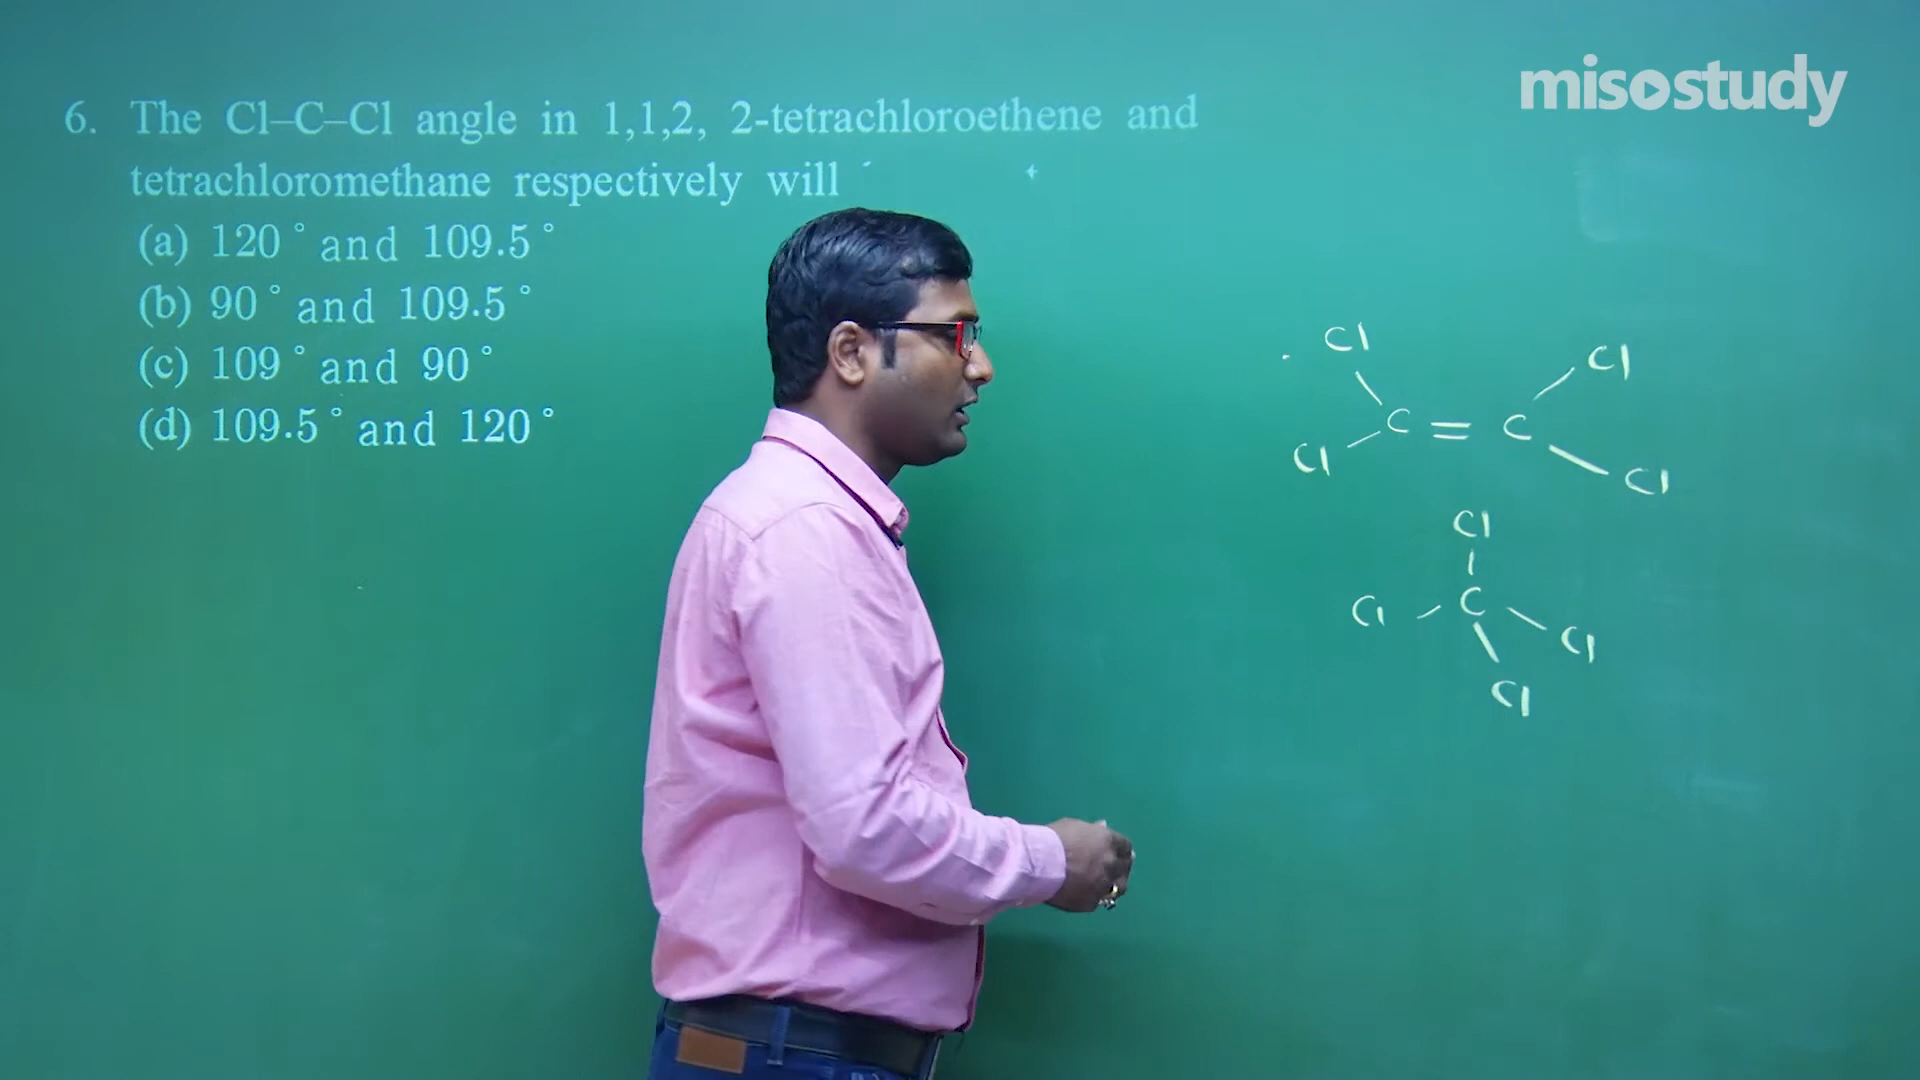 misostudy
6. The Cl–C–Cl angle in 1,1,2, 2-tetrachloroethene and
tetrachloromethane respectively will
(a) 120° and 109.5°
(b) 90° and 109.5°
(c) 109° and 90°
(d) 109.5° and 120°
Cl Cl
C = C
Cl Cl
Cl
Cl C Cl
Cl